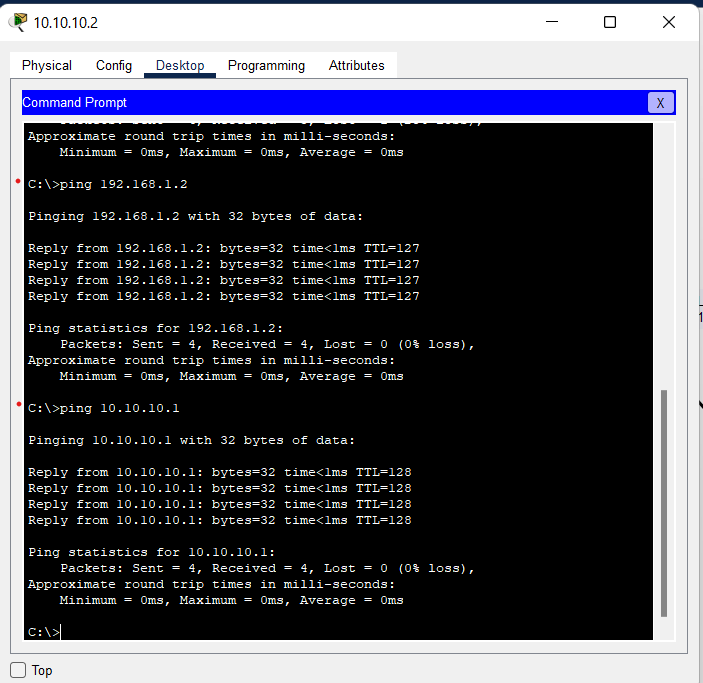 10.10.10.2
Physical Config Desktop Programming Attributes
Command Prompt X
Approximate round trip times in milli-seconds:
Minimum = 0ms, Maximum = 0ms, Average = 0ms
C:\>ping 192.168.1.2
Pinging 192.168.1.2 with 32 bytes of data:
Reply from 192.168.1.2: bytes=32 time<1ms TTL=127
Reply from 192.168.1.2: bytes=32 time<1ms TTL=127
Reply from 192.168.1.2: bytes=32 time<1ms TTL=127
Reply from 192.168.1.2: bytes=32 time<1ms TTL=127
Ping statistics for 192.168.1.2:
Packets: Sent = 4, Received = 4, Lost = 0 (0% loss),
Approximate round trip times in milli-seconds:
Minimum = 0ms, Maximum = 0ms, Average = 0ms
C:\>ping 10.10.10.1
Pinging 10.10.10.1 with 32 bytes of data:
Reply from 10.10.10.1: bytes=32 time<1ms TTL=128
Reply from 10.10.10.1: bytes=32 time<1ms TTL=128
Reply from 10.10.10.1: bytes=32 time<1ms TTL=128
Reply from 10.10.10.1: bytes=32 time<1ms TTL=128
Ping statistics for 10.10.10.1:
Packets: Sent = 4, Received = 4, Lost = 0 (0% loss),
Approximate round trip times in milli-seconds:
Minimum = 0ms, Maximum = 0ms, Average = 0ms
C:\>
Top